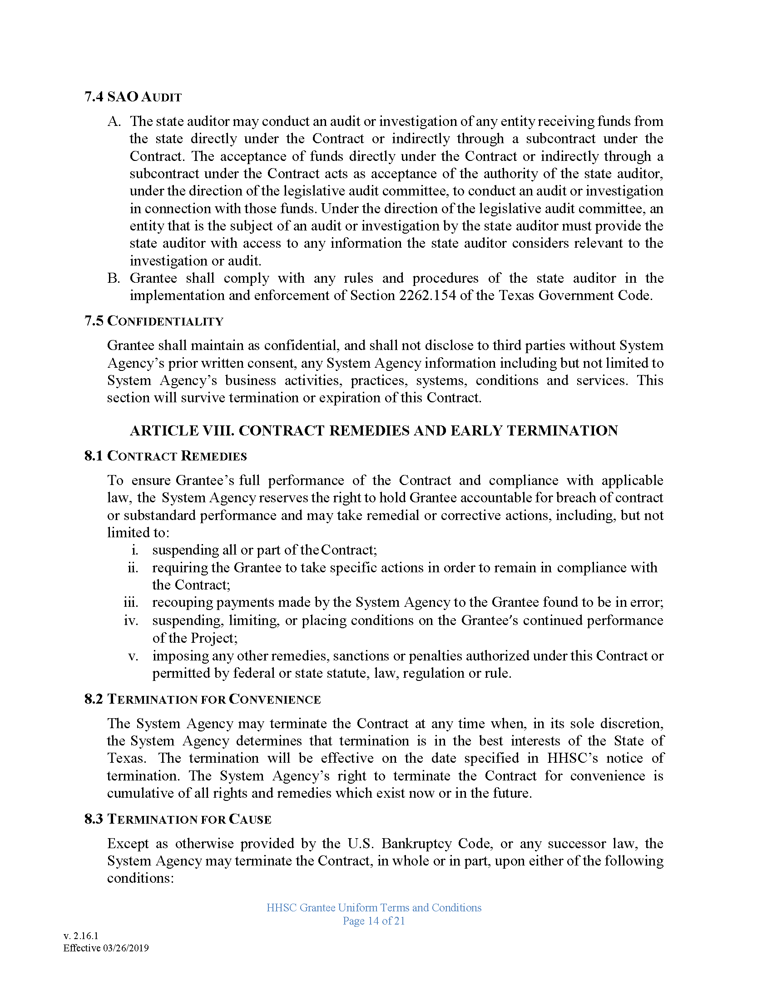 7.4 SAO AUDIT
A. The state auditor may conduct an audit or investigation of any entity receiving funds from
the state directly under the Contract or indirectly through a subcontract under the
Contract. The acceptance of funds directly under the Contract or indirectly through a
subcontract under the Contract acts as acceptance of the authority of the state auditor,
under the direction of the legislative audit committee, to conduct an audit or investigation
in connection with those funds. Under the direction of the legislative audit committee, an
entity that is the subject of an audit or investigation by the state auditor must provide the
state auditor with access to any information the state auditor considers relevant to the
investigation or audit.
B. Grantee shall comply with any rules and procedures of the state auditor in the
implementation and enforcement of Section 2262.154 of the Texas Government Code.
7.5 CONFIDENTIALITY
Grantee shall maintain as confidential, and shall not disclose to third parties without System
Agency’s prior written consent, any System Agency information including but not limited to
System Agency’s business activities, practices, systems, conditions and services. This
section will survive termination or expiration of this Contract.
ARTICLE VIII. CONTRACT REMEDIES AND EARLY TERMINATION
8.1 CONTRACT REMEDIES
To ensure Grantee’s full performance of the Contract and compliance with applicable
law, the System Agency reserves the right to hold Grantee accountable for breach of contract
or substandard performance and may take remedial or corrective actions, including, but not
limited to:
i. suspending all or part of the Contract;
ii. requiring the Grantee to take specific actions in order to remain in compliance with
the Contract;
iii. recouping payments made by the System Agency to the Grantee found to be in error;
iv. suspending, limiting, or placing conditions on the Grantee's continued performance
of the Project;
v. imposing any other remedies, sanctions or penalties authorized under this Contract or
permitted by federal or state statute, law, regulation or rule.
8.2 TERMINATION FOR CONVENIENCE
The System Agency may terminate the Contract at any time when, in its sole discretion,
the System Agency determines that termination is in the best interests of the State of
Texas. The termination will be effective on the date specified in HHSC’s notice of
termination. The System Agency’s right to terminate the Contract for convenience is
cumulative of all rights and remedies which exist now or in the future.
8.3 TERMINATION FOR CAUSE
Except as otherwise provided by the U.S. Bankruptcy Code, or any successor law, the
System Agency may terminate the Contract, in whole or in part, upon either of the following
conditions:
HHSC Grantee Uniform Terms and Conditions
Page 14 of 21
v. 2.16.1
Effective 03/26/2019